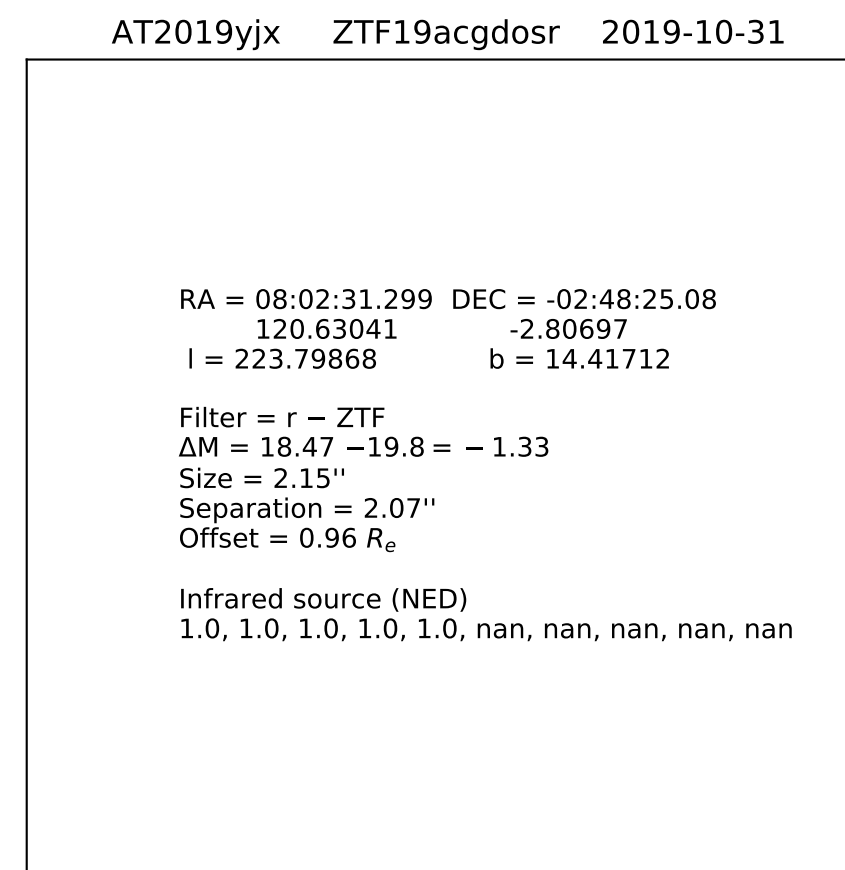 AT2019yjx ZTF19acgdosr 2019-10-31
RA = 08:02:31.299 DEC = -02:48:25.08
120.63041 -2.80697
l = 223.79868 b = 14.41712
Filter = r − ZTF
ΔM = 18.47 −19.8 = − 1.33
Size = 2.15''
Separation = 2.07''
Offset = 0.96 Re
Infrared source (NED)
1.0, 1.0, 1.0, 1.0, 1.0, nan, nan, nan, nan, nan